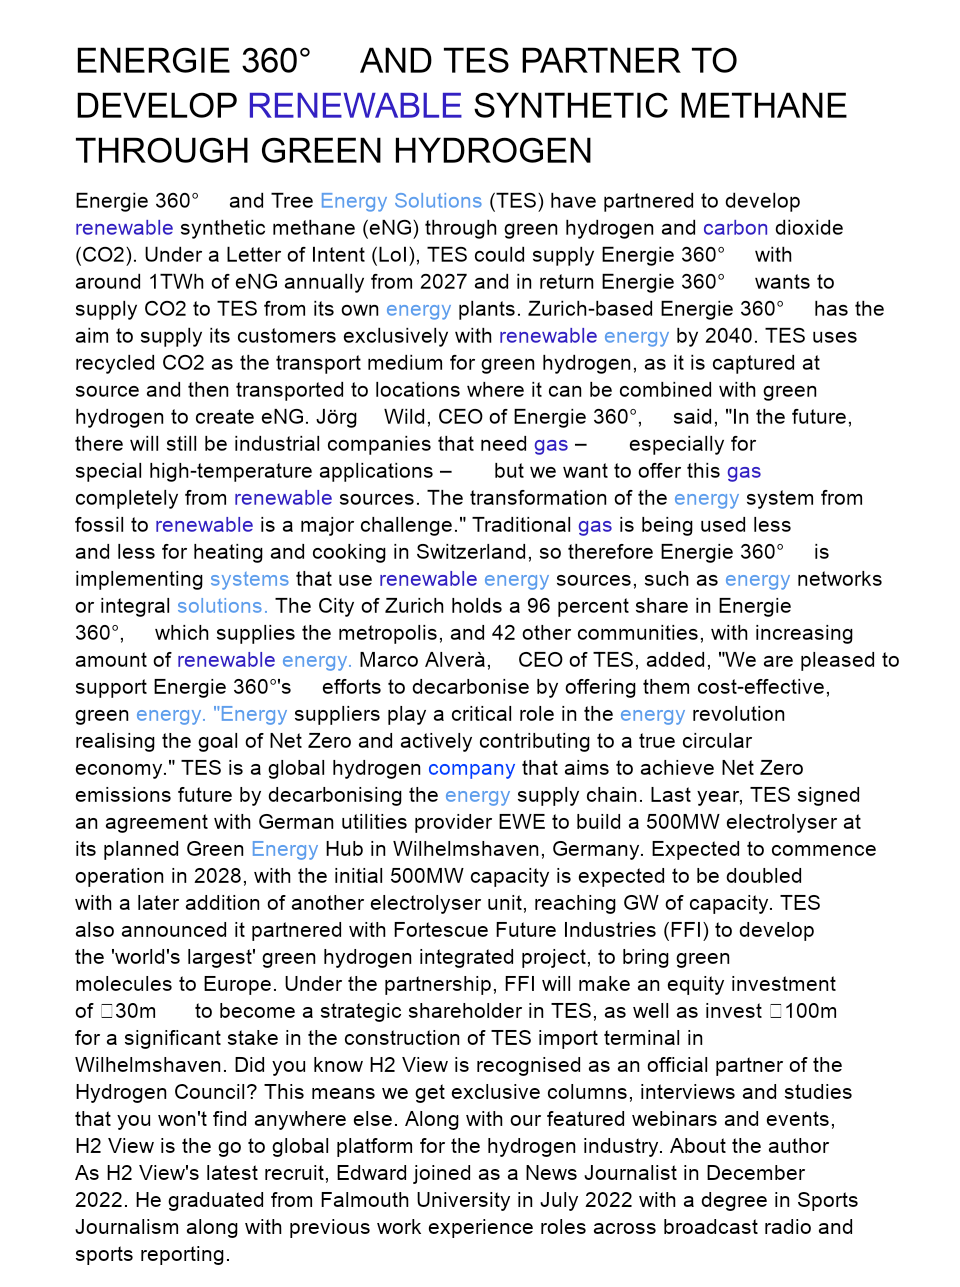 ENERGIE 360° AND TES PARTNER TO
DEVELOP RENEWABLE SYNTHETIC METHANE
THROUGH GREEN HYDROGEN
Energie 360° and Tree Energy Solutions (TES) have partnered to develop
renewable synthetic methane (eNG) through green hydrogen and carbon dioxide
(CO2). Under a Letter of Intent (LoI), TES could supply Energie 360° with
around 1TWh of eNG annually from 2027 and in return Energie 360° wants to
supply CO2 to TES from its own energy plants. Zurich-based Energie 360° has the
aim to supply its customers exclusively with renewable energy by 2040. TES uses
recycled CO2 as the transport medium for green hydrogen, as it is captured at
source and then transported to locations where it can be combined with green
hydrogen to create eNG. Jörg Wild, CEO of Energie 360°, said, "In the future,
there will still be industrial companies that need gas – especially for
special high-temperature applications – but we want to offer this gas
completely from renewable sources. The transformation of the energy system from
fossil to renewable is a major challenge." Traditional gas is being used less
and less for heating and cooking in Switzerland, so therefore Energie 360° is
implementing systems that use renewable energy sources, such as energy networks
or integral solutions. The City of Zurich holds a 96 percent share in Energie
360°, which supplies the metropolis, and 42 other communities, with increasing
amount of renewable energy. Marco Alverà, CEO of TES, added, "We are pleased to
support Energie 360°'s efforts to decarbonise by offering them cost-effective,
green energy. "Energy suppliers play a critical role in the energy revolution
realising the goal of Net Zero and actively contributing to a true circular
economy." TES is a global hydrogen company that aims to achieve Net Zero
emissions future by decarbonising the energy supply chain. Last year, TES signed
an agreement with German utilities provider EWE to build a 500MW electrolyser at
its planned Green Energy Hub in Wilhelmshaven, Germany. Expected to commence
operation in 2028, with the initial 500MW capacity is expected to be doubled
with a later addition of another electrolyser unit, reaching GW of capacity. TES
also announced it partnered with Fortescue Future Industries (FFI) to develop
the 'world's largest' green hydrogen integrated project, to bring green
molecules to Europe. Under the partnership, FFI will make an equity investment
of □30m to become a strategic shareholder in TES, as well as invest □100m
for a significant stake in the construction of TES import terminal in
Wilhelmshaven. Did you know H2 View is recognised as an official partner of the
Hydrogen Council? This means we get exclusive columns, interviews and studies
that you won't find anywhere else. Along with our featured webinars and events,
H2 View is the go to global platform for the hydrogen industry. About the author
As H2 View's latest recruit, Edward joined as a News Journalist in December
2022. He graduated from Falmouth University in July 2022 with a degree in Sports
Journalism along with previous work experience roles across broadcast radio and
sports reporting.